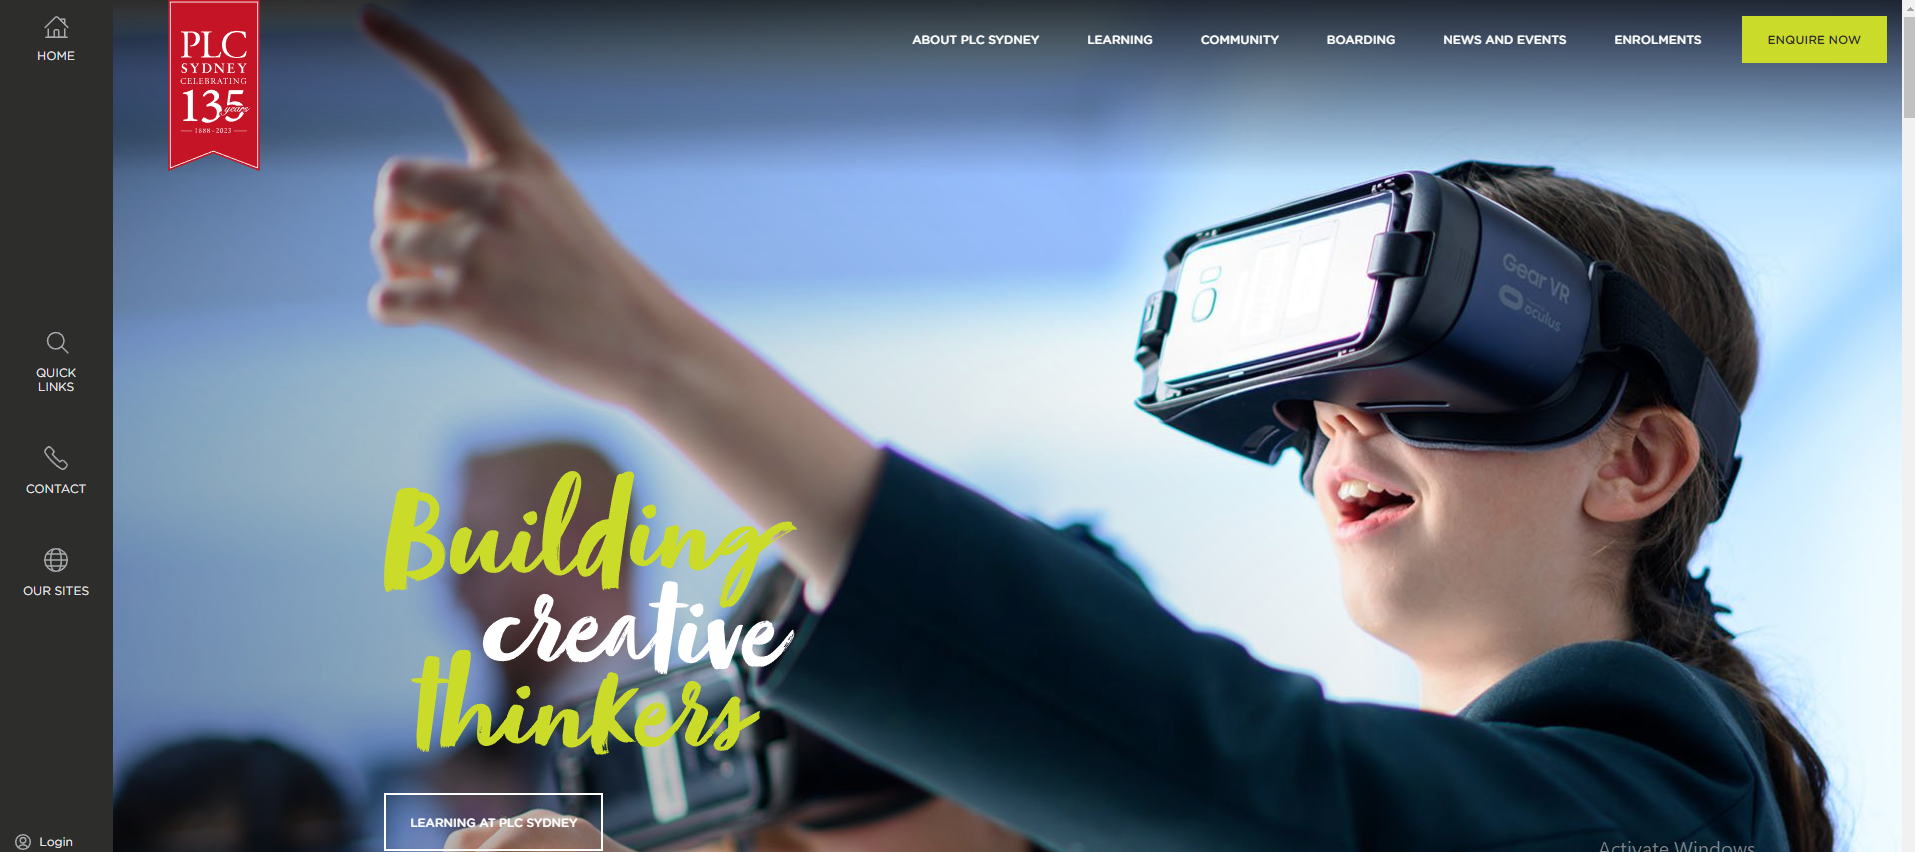 HOME
QUICK
LINKS
CONTACT
OUR SITES
Login
PLC
SYDNEY
CELEBRATING
135
years
1888 - 2023
ABOUT PLC SYDNEY
LEARNING
COMMUNITY
BOARDING
NEWS AND EVENTS
ENROLMENTS
ENQUIRE NOW
Gear VR
oculus
Building
creative
thinkers
LEARNING AT PLC SYDNEY
Activate Windows